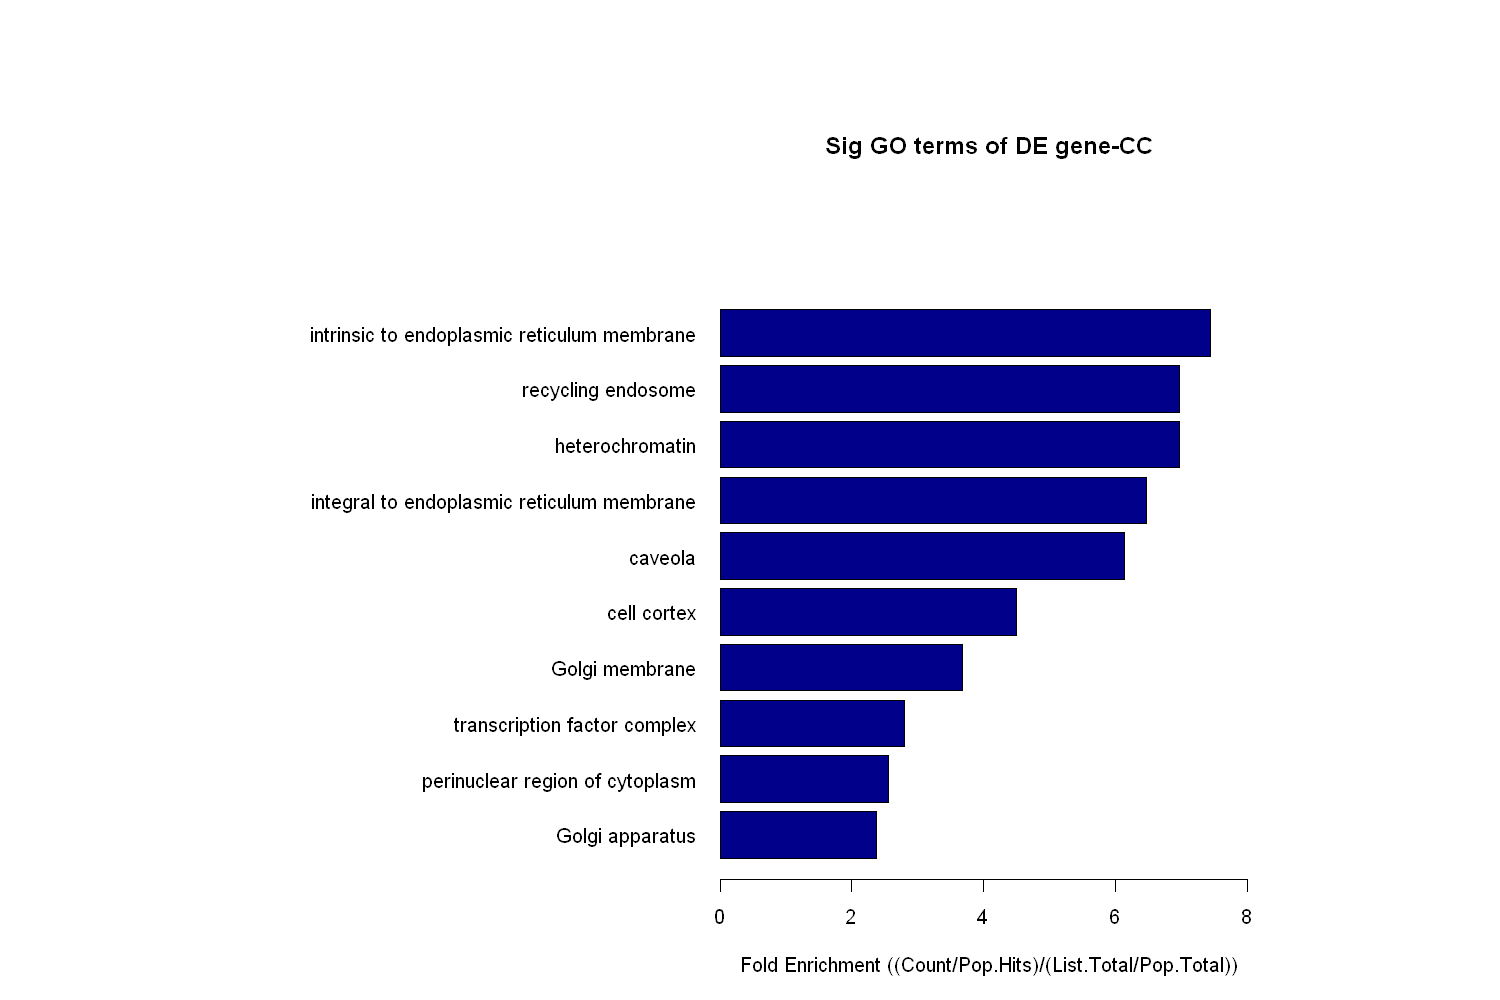 Sig GO terms of DE gene-CC
intrinsic to endoplasmic reticulum membrane
recycling endosome
heterochromatin
integral to endoplasmic reticulum membrane
caveola
cell cortex
Golgi membrane
transcription factor complex
perinuclear region of cytoplasm
Golgi apparatus
0 2 4 6 8
Fold Enrichment ((Count/Pop.Hits)/(List.Total/Pop.Total))